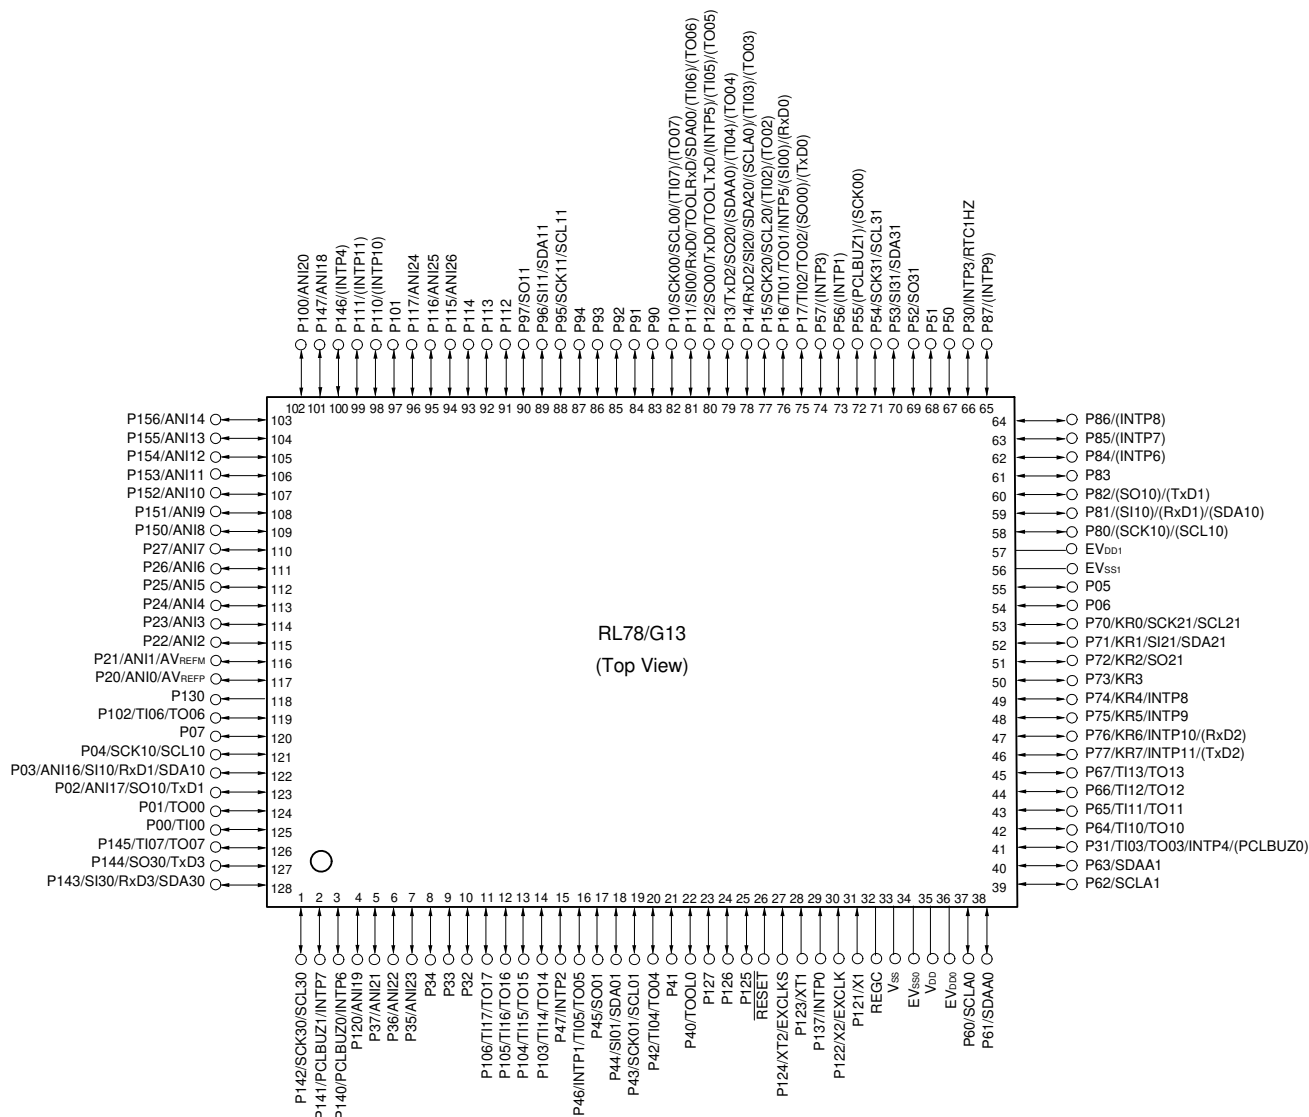 P100/ANI20
P147/ANI18
P146/(INTP4)
P111/(INTP11)
P110/(INTP10)
P101
P117/ANI24
P116/ANI25
P115/ANI26
P114
P113
P112
P97/SO11
P96/SI11/SDA11
P95/SCK11/SCL11
P94
P93
P92
P91
P90
P10/SCK00/SCL00/(TI07)/(TO07)
P11/SI00/RxD0/TOOLRxD/SDA00/(TI06)/(TO06)
P12/SO00/TxD0/TOOLTxD/(INTP5)/(TI05)/(TO05)
P13/TxD2/SO20/(SDAA0)/(TI04)/(TO04)
P14/RxD2/SI20/SDA20/(SCLA0)/(TI03)/(TO03)
P15/SCK20/SCL20/(TI02)/(TO02)
P16/TI01/TO01/INTP5/(SI00)/(RxD0)
P17/TI02/TO02/(SO00)/(TxD0)
P57/(INTP3)
P56/(INTP1)
P55/(PCLBUZ1)/(SCK00)
P54/SCK31/SCL31
P53/SI31/SDA31
P52/SO31
P51
P50
P30/INTP3/RTC1HZ
P87/(INTP9)
102 101 100 99 98 97 96 95 94 93 92 91 90 89 88 87 86 85 84 83 82 81 80 79 78 77 76 75 74 73 72 71 70 69 68 67 66 65
P156/ANI14 103
P155/ANI13 104
P154/ANI12 105
P153/ANI11 106
P152/ANI10 107
P151/ANI9 108
P150/ANI8 109
P27/ANI7 110
P26/ANI6 111
P25/ANI5 112
P24/ANI4 113
P23/ANI3 114
P22/ANI2 115
P21/ANI1/AVREFM 116
P20/ANI0/AVREFP 117
P130 118
P102/TI06/TO06 119
P07 120
P04/SCK10/SCL10 121
P03/ANI16/SI10/RxD1/SDA10 122
P02/ANI17/SO10/TxD1 123
P01/TO00 124
P00/TI00 125
P145/TI07/TO07 126
P144/SO30/TxD3 127
P143/SI30/RxD3/SDA30 128
RL78/G13
(Top View)
64 P86/(INTP8)
63 P85/(INTP7)
62 P84/(INTP6)
61 P83
60 P82/(SO10)/(TxD1)
59 P81/(SI10)/(RxD1)/(SDA10)
58 P80/(SCK10)/(SCL10)
57 EVDD1
56 EVSS1
55 P05
54 P06
53 P70/KR0/SCK21/SCL21
52 P71/KR1/SI21/SDA21
51 P72/KR2/SO21
50 P73/KR3
49 P74/KR4/INTP8
48 P75/KR5/INTP9
47 P76/KR6/INTP10/(RxD2)
46 P77/KR7/INTP11/(TxD2)
45 P67/TI13/TO13
44 P66/TI12/TO12
43 P65/TI11/TO11
42 P64/TI10/TO10
41 P31/TI03/TO03/INTP4/(PCLBUZ0)
40 P63/SDAA1
39 P62/SCLA1
1 2 3 4 5 6 7 8 9 10 11 12 13 14 15 16 17 18 19 20 21 22 23 24 25 26 27 28 29 30 31 32 33 34 35 36 37 38
P142/SCK30/SCL30
P141/PCLBUZ1/INTP7
P140/PCLBUZ0/INTP6
P120/ANI19
P37/ANI21
P36/ANI22
P35/ANI23
P34
P33
P32
P106/TI17/TO17
P105/TI16/TO16
P104/TI15/TO15
P103/TI14/TO14
P47/INTP2
P46/INTP1/TI05/TO05
P45/SO01
P44/SI01/SDA01
P43/SCK01/SCL01
P42/TI04/TO04
P41
P40/TOOL0
P127
P126
P125
RESET
P124/XT2/EXCLKS
P123/XT1
P137/INTP0
P122/X2/EXCLK
P121/X1
REGC
VSS
EVSS0
VDD
EVDD0
P60/SCLA0
P61/SDAA0